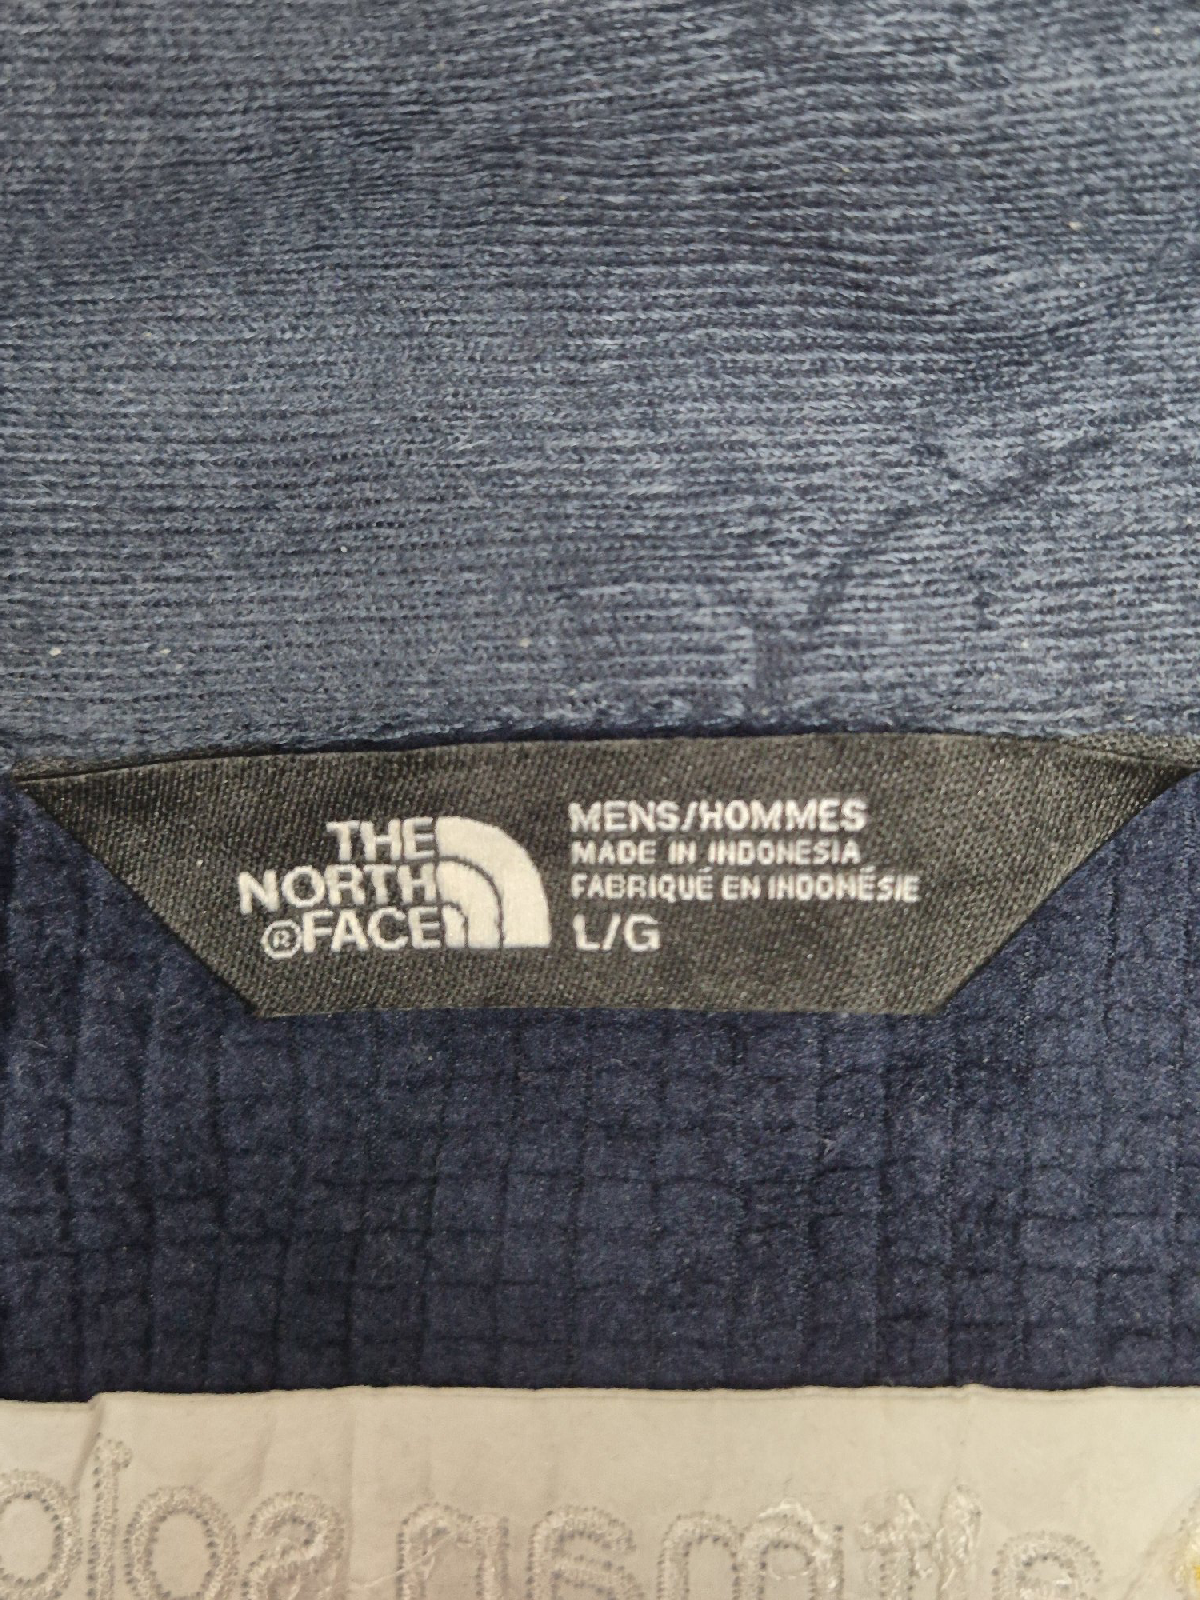 THE
NORTH
®FACE
MENS/HOMMES
MADE IN INDONESIA
FABRIQUÉ EN INDONÉSIE
L/G